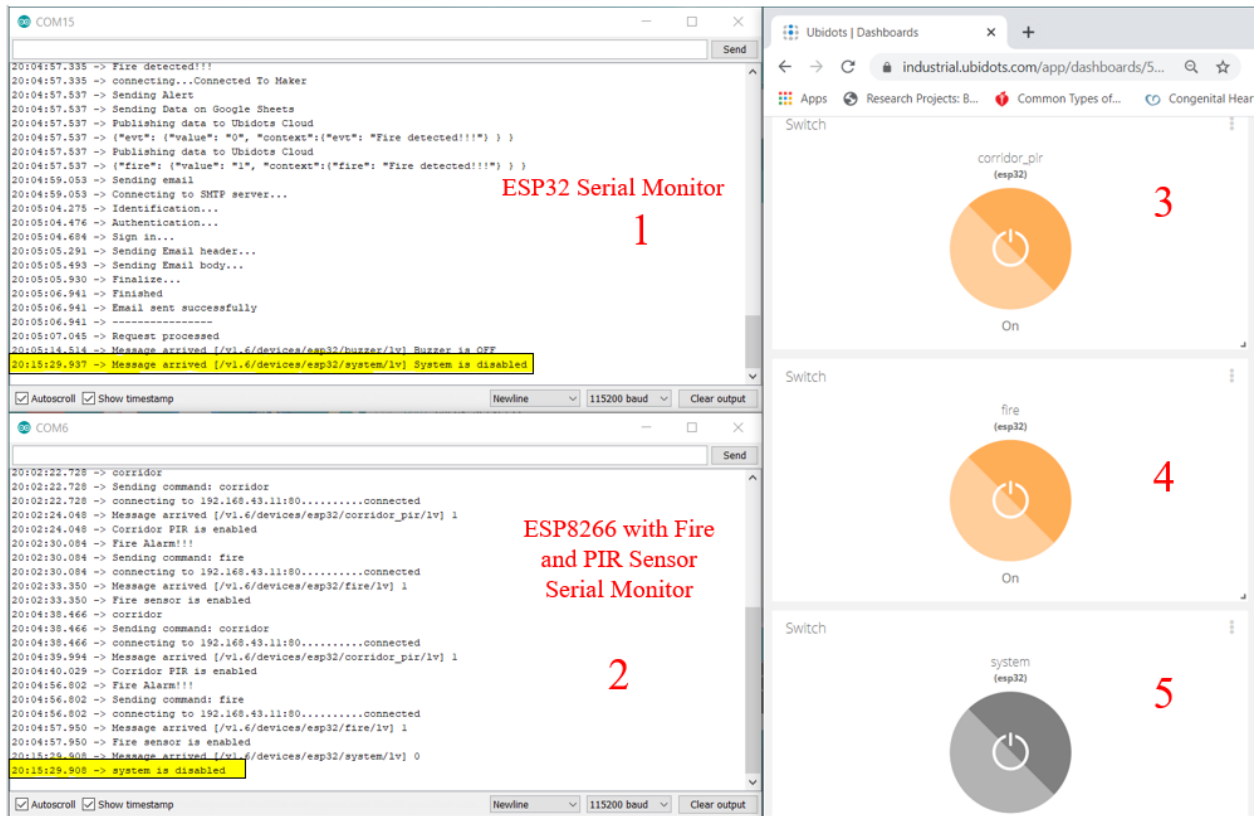 COM15
Send
20:04:57.335 -> Fire detected!!!
20:04:57.335 -> connecting...Connected To Maker
20:04:57.537 -> Sending Alert
20:04:57.537 -> Sending Data on Google Sheets
20:04:57.537 -> Publishing data to Ubidots Cloud
20:04:57.537 -> {"evt": {"value": "0", "context":{"evt": "Fire detected!!!"} } }
20:04:57.537 -> Publishing data to Ubidots Cloud
20:04:57.537 -> {"fire": {"value": "1", "context":{"fire": "Fire detected!!!"} } }
20:04:59.053 -> Sending email
20:04:59.053 -> Connecting to SMTP server...
20:05:04.275 -> Identification...
20:05:04.476 -> Authentication...
20:05:04.684 -> Sign in...
20:05:05.291 -> Sending Email header...
20:05:05.493 -> Sending Email body...
20:05:05.930 -> Finalize...
20:05:06.941 -> Finished
20:05:06.941 -> Email sent successfully
20:05:06.941 -> ----------------
20:05:07.045 -> Request processed
20:05:14.514 -> Message arrived [/v1.6/devices/esp32/buzzer/lv] Buzzer is OFF
20:15:29.937 -> Message arrived [/v1.6/devices/esp32/system/lv] System is disabled
ESP32 Serial Monitor
1
Autoscroll Show timestamp Newline 115200 baud Clear output
COM6
Send
20:02:22.728 -> corridor
20:02:22.728 -> Sending command: corridor
20:02:22.728 -> connecting to 192.168.43.11:80..........connected
20:02:24.048 -> Message arrived [/v1.6/devices/esp32/corridor_pir/lv] 1
20:02:24.048 -> Corridor PIR is enabled
20:02:30.084 -> Fire Alarm!!!
20:02:30.084 -> Sending command: fire
20:02:30.084 -> connecting to 192.168.43.11:80..........connected
20:02:33.350 -> Message arrived [/v1.6/devices/esp32/fire/lv] 1
20:02:33.350 -> Fire sensor is enabled
20:04:38.466 -> corridor
20:04:38.466 -> Sending command: corridor
20:04:38.466 -> connecting to 192.168.43.11:80..........connected
20:04:39.994 -> Message arrived [/v1.6/devices/esp32/corridor_pir/lv] 1
20:04:40.029 -> Corridor PIR is enabled
20:04:56.802 -> Fire Alarm!!!
20:04:56.802 -> Sending command: fire
20:04:56.802 -> connecting to 192.168.43.11:80..........connected
20:04:57.950 -> Message arrived [/v1.6/devices/esp32/fire/lv] 1
20:04:57.950 -> Fire sensor is enabled
20:15:29.908 -> Message arrived [/v1.6/devices/esp32/system/lv] 0
20:15:29.908 -> system is disabled
ESP8266 with Fire
and PIR Sensor
Serial Monitor
2
Autoscroll Show timestamp Newline 115200 baud Clear output
Ubidots | Dashboards
industrial.ubidots.com/app/dashboards/5...
Apps Research Projects: B... Common Types of... Congenital Hear
Switch
corridor_pir
(esp32)
3
On
Switch
fire
(esp32)
4
On
Switch
system
(esp32)
5